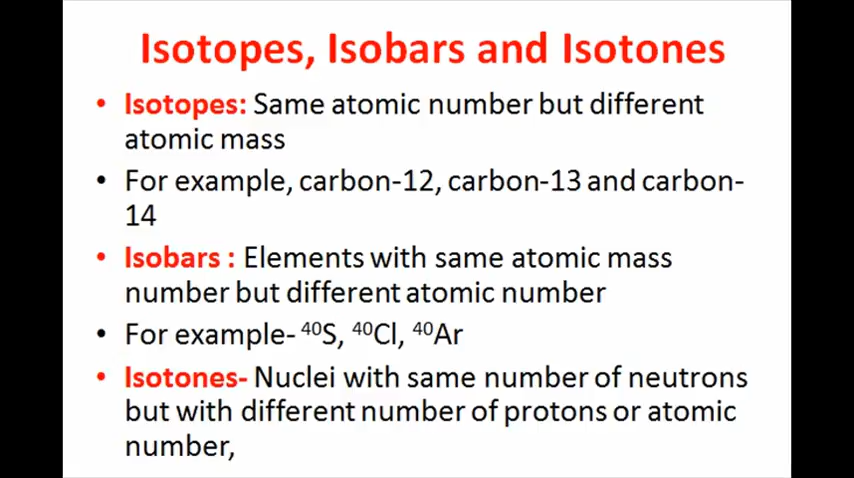 Isotopes, Isobars and Isotones
• Isotopes: Same atomic number but different
atomic mass
• For example, carbon-12, carbon-13 and carbon-
14
• Isobars : Elements with same atomic mass
number but different atomic number
• For example- ⁴⁰S, ⁴⁰Cl, ⁴⁰Ar
• Isotones- Nuclei with same number of neutrons
but with different number of protons or atomic
number,